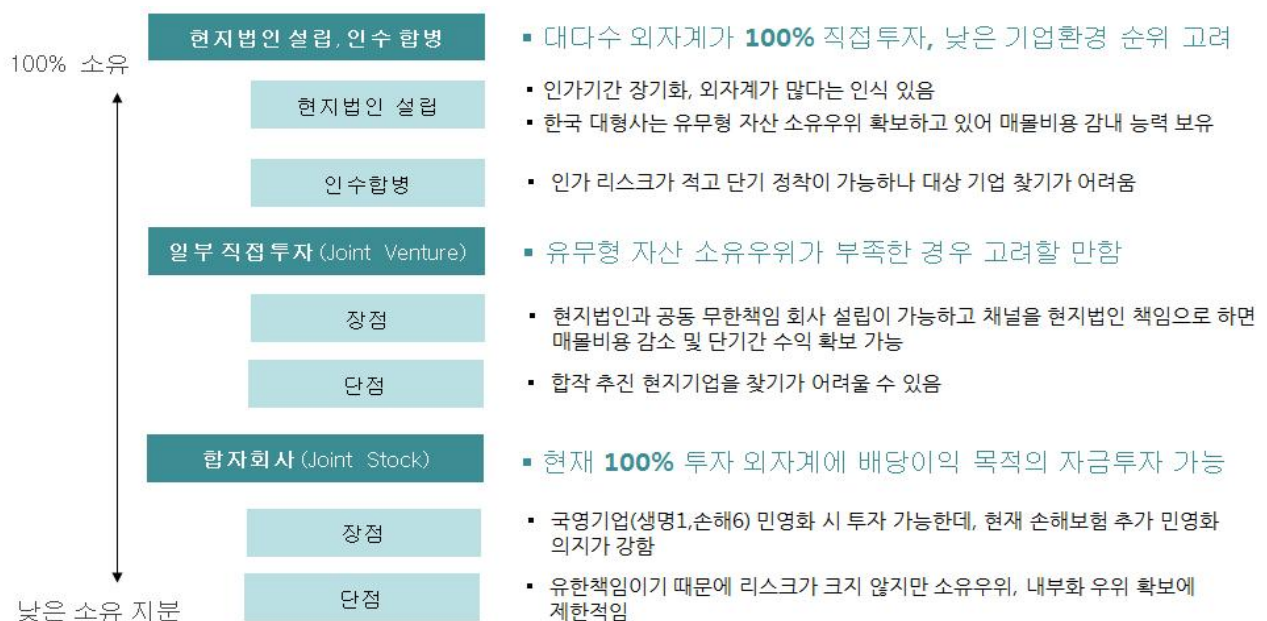 현지법인 설립, 인수 합병
▪ 대다수 외자계가 100% 직접투자, 낮은 기업환경 순위 고려
100% 소유
현지법인 설립
▪ 인가기간 장기화, 외자계가 많다는 인식 있음
▪ 한국 대형사는 유무형 자산 소유우위 확보하고 있어 매몰비용 감내 능력 보유
인수합병
▪ 인가 리스크가 적고 단기 정착이 가능하나 대상 기업 찾기가 어려움
일부 직접투자 (Joint Venture)
▪ 유무형 자산 소유우위가 부족한 경우 고려할 만함
장점
▪ 현지법인과 공동 무한책임 회사 설립이 가능하고 채널을 현지법인 책임으로 하면
매몰비용 감소 및 단기간 수익 확보 가능
단점
▪ 합작 추진 현지기업을 찾기가 어려울 수 있음
합자회사 (Joint Stock)
▪ 현재 100% 투자 외자계에 배당이익 목적의 자금투자 가능
장점
▪ 국영기업(생명1,손해6) 민영화 시 투자 가능한데, 현재 손해보험 추가 민영화
의지가 강함
단점
▪ 유한책임이기 때문에 리스크가 크지 않지만 소유우위, 내부화 우위 확보에
제한적임
낮은 소유 지분